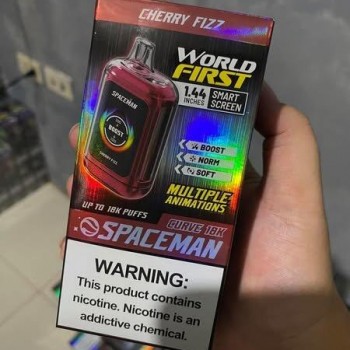 CHERRY FIZZ
WORLD
FIRST
1.44
INCHES
SMART
SCREEN
SPACEMAN
BOOST
BOOST
NORM
SOFT
MULTIPLE
ANIMATIONS
UP TO 18K PUFFS
CURVE 18K
SPACEMAN
WARNING:
This product contains
nicotine. Nicotine is an
addictive chemical.